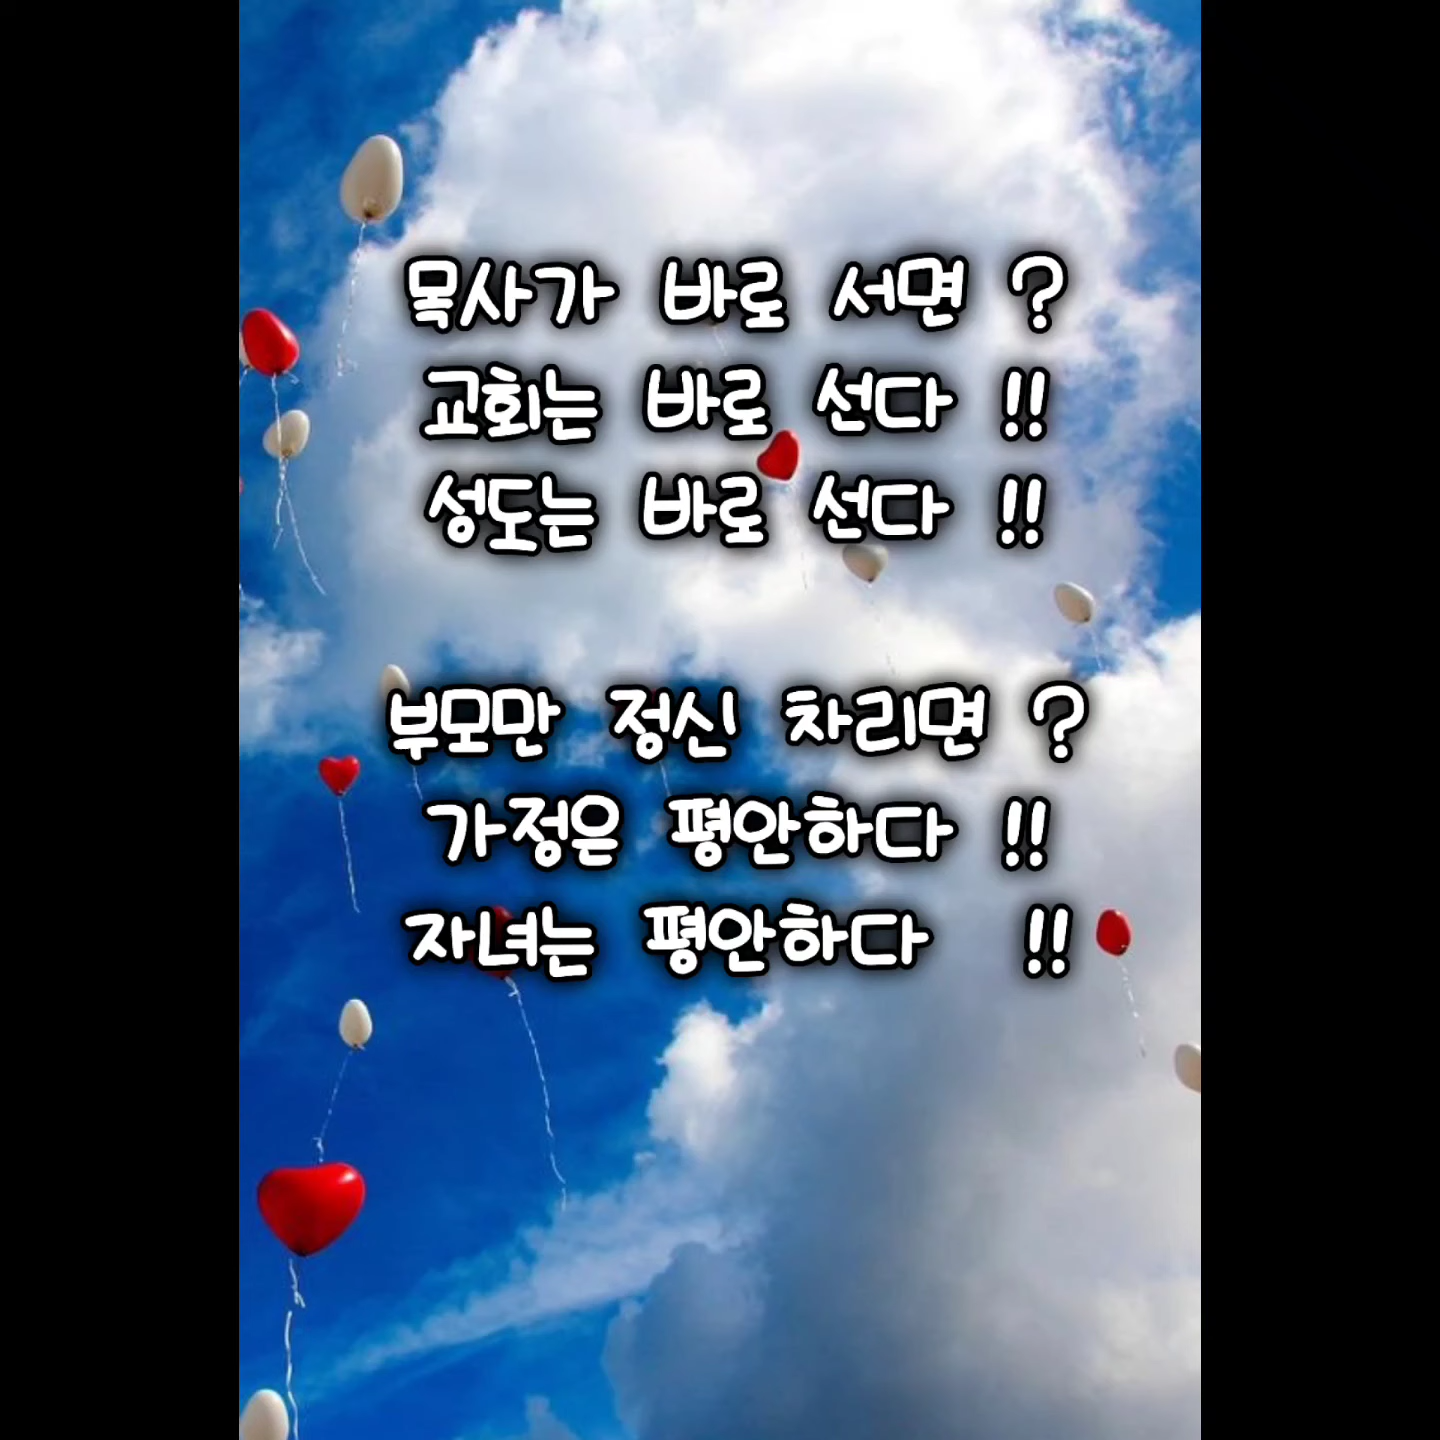 목사가 바로 서면 ?
교회는 바로 선다 !!
성도는 바로 선다 !!
부모만 정신 차리면 ?
가정은 평안하다 !!
자녀는 평안하다 !!